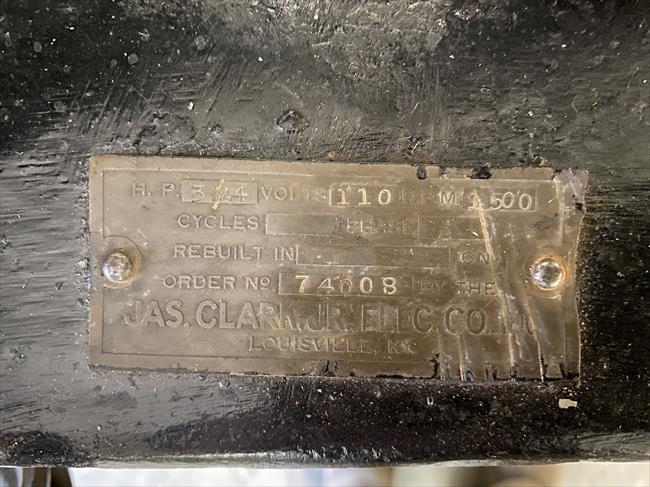 H. P. 3/4 VOLTS 110 R.P.M. 1500
CYCLES PHASE
REBUILT IN ON
ORDER Nº 74008 BY THE
JAS. CLARK, JR. ELEC. CO. INC.
LOUISVILLE, KY.